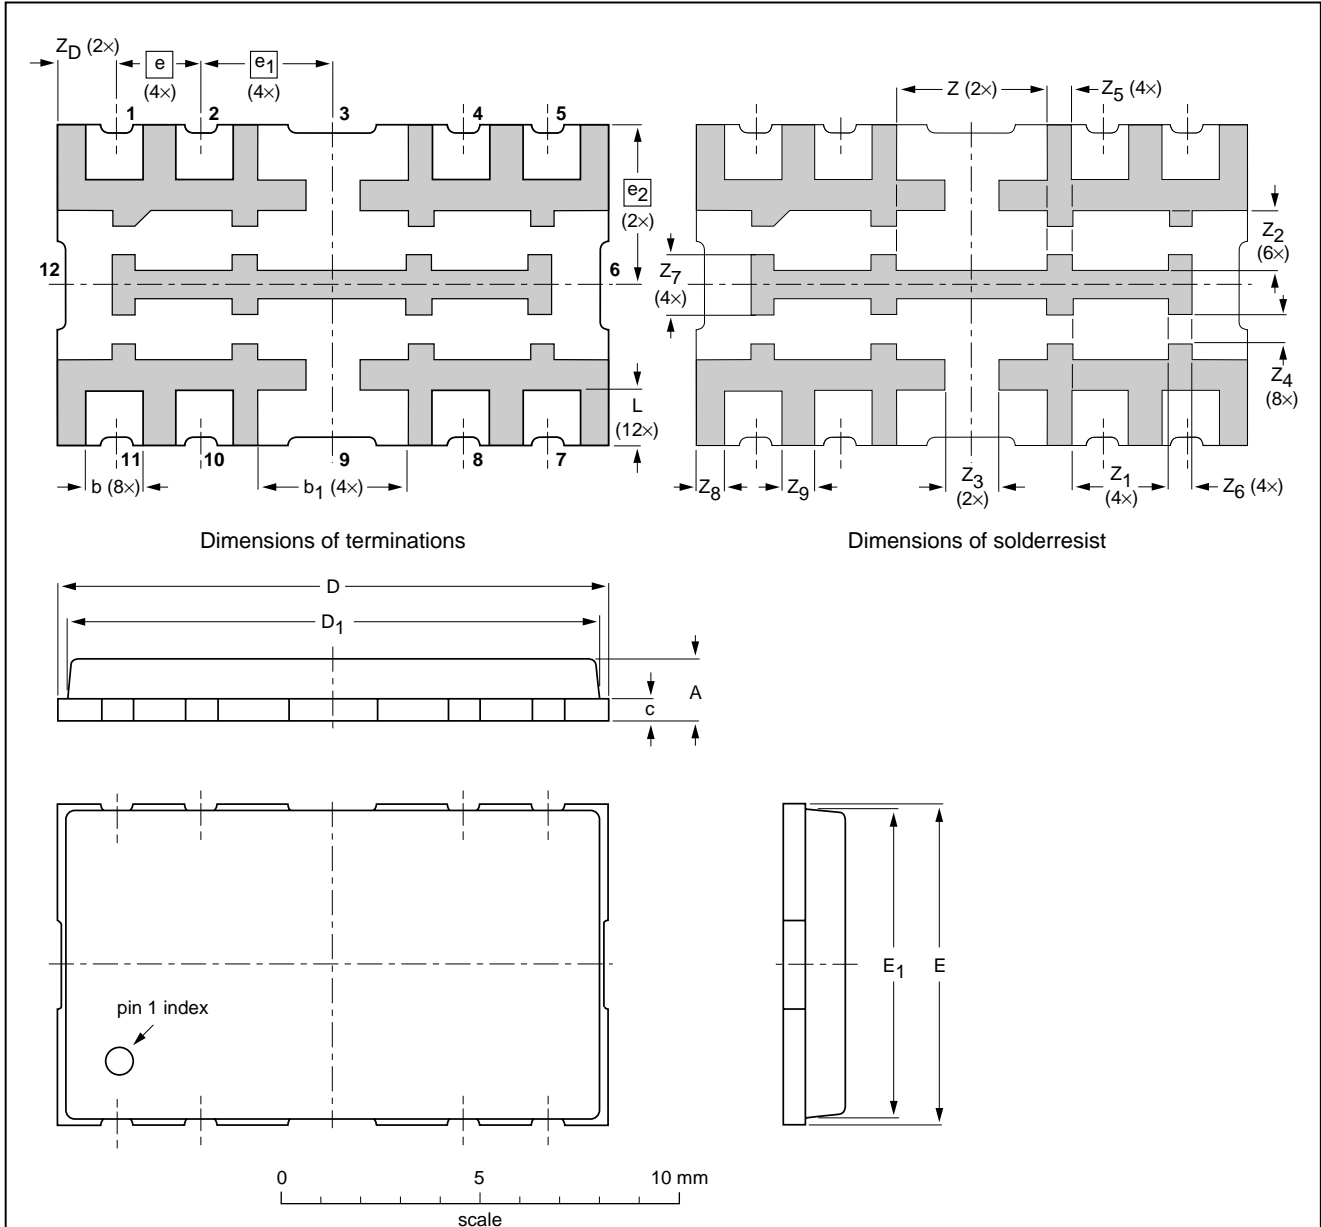 Z_D (2×)
e
(4×)
e_1
(4×)
1
2
3
4
5
e_2
(2×)
12
6
L
(12×)
11
10
9
8
7
b (8×)
b_1 (4×)
Dimensions of terminations
Z (2×)
Z_5 (4×)
Z_2
(6×)
Z_7
(4×)
Z_4
(8×)
Z_8
Z_9
Z_3
(2×)
Z_1
(4×)
Z_6 (4×)
Dimensions of solderresist
D
D_1
A
c
pin 1 index
E_1
E
0
5
10 mm
scale